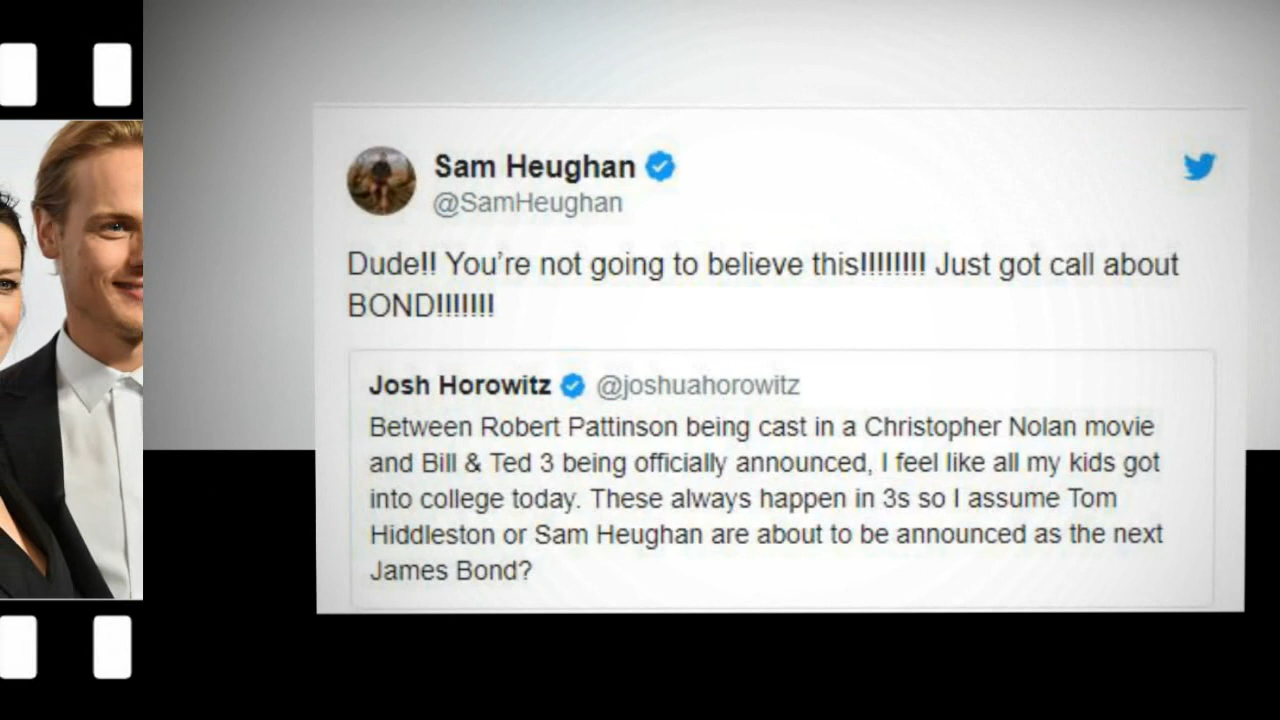 Sam Heughan
@SamHeughan
Dude!! You're not going to believe this!!!!!!!! Just got call about
BOND!!!!!!!
Josh Horowitz @joshuahorowitz
Between Robert Pattinson being cast in a Christopher Nolan movie
and Bill & Ted 3 being officially announced, I feel like all my kids got
into college today. These always happen in 3s so I assume Tom
Hiddleston or Sam Heughan are about to be announced as the next
James Bond?